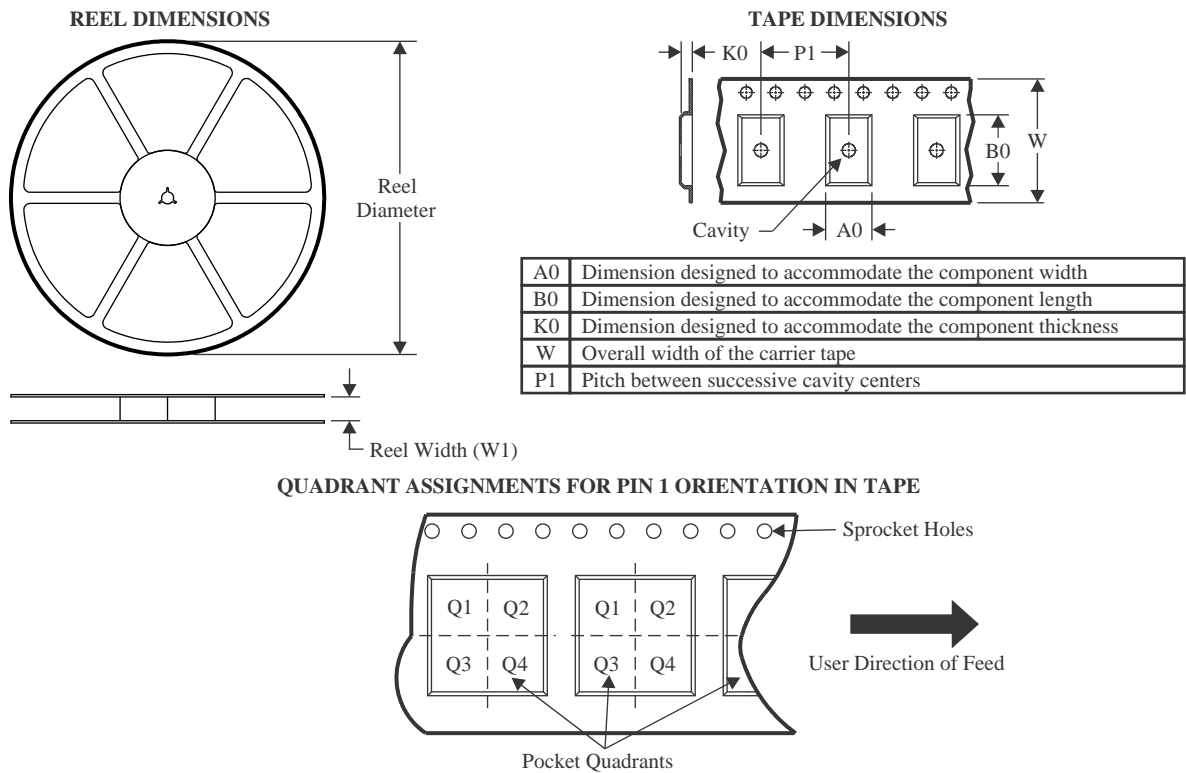 REEL DIMENSIONS
Reel
Diameter
Reel Width (W1)
TAPE DIMENSIONS
K0
P1
W
B0
Cavity
A0
A0 Dimension designed to accommodate the component width
B0 Dimension designed to accommodate the component length
K0 Dimension designed to accommodate the component thickness
W Overall width of the carrier tape
P1 Pitch between successive cavity centers
QUADRANT ASSIGNMENTS FOR PIN 1 ORIENTATION IN TAPE
Sprocket Holes
Q1 Q2 Q1 Q2
Q3 Q4 Q3 Q4
User Direction of Feed
Pocket Quadrants